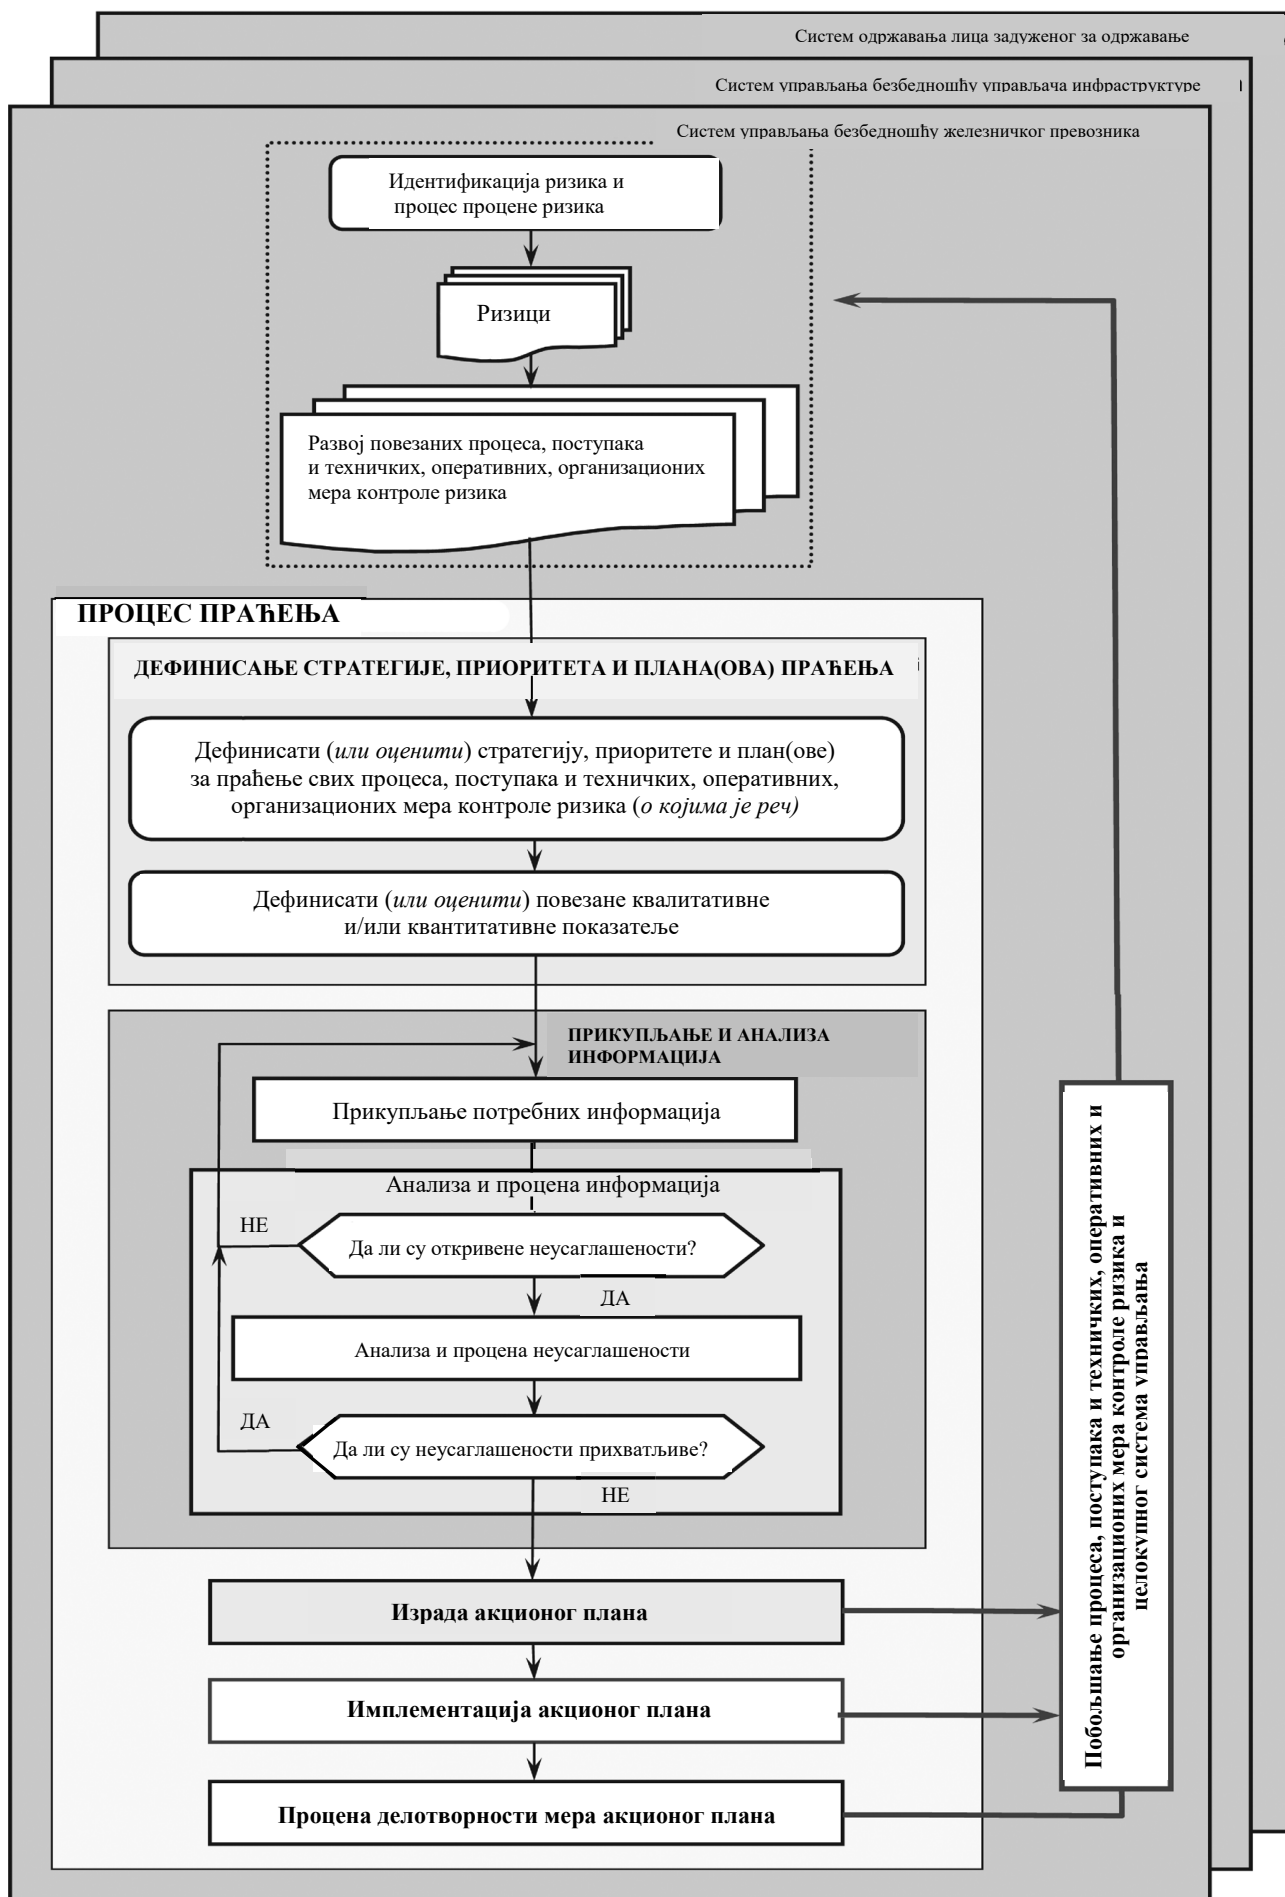 Систем одржавања лица задуженог за одржавање
Систем управљања безбедношћу управљача инфраструктуре
Систем управљања безбедношћу железничког превозника
Идентификација ризика и
процес процене ризика
Ризици
Развој повезаних процеса, поступака
и техничких, оперативних, организационих
мера контроле ризика
ПРОЦЕС ПРАЋЕЊА
ДЕФИНИСАЊЕ СТРАТЕГИЈЕ, ПРИОРИТЕТА И ПЛАНА(ОВА) ПРАЋЕЊА
Дефинисати (или оценити) стратегију, приоритете и план(ове)
за праћење свих процеса, поступака и техничких, оперативних,
организационих мера контроле ризика (о којима је реч)
Дефинисати (или оценити) повезане квалитативне
и/или квантитативне показатеље
ПРИКУПЉАЊЕ И АНАЛИЗА
ИНФОРМАЦИЈА
Прикупљање потребних информација
Анализа и процена информација
НЕ
Да ли су откривене неусаглашености?
ДА
Анализа и процена неусаглашености
ДА
Да ли су неусаглашености прихватљиве?
НЕ
Израда акционог плана
Имплементација акционог плана
Процена делотворности мера акционог плана
Побољшање процеса, поступака и техничких, оперативних и
организационих мера контроле ризика и
целокупног система управљања